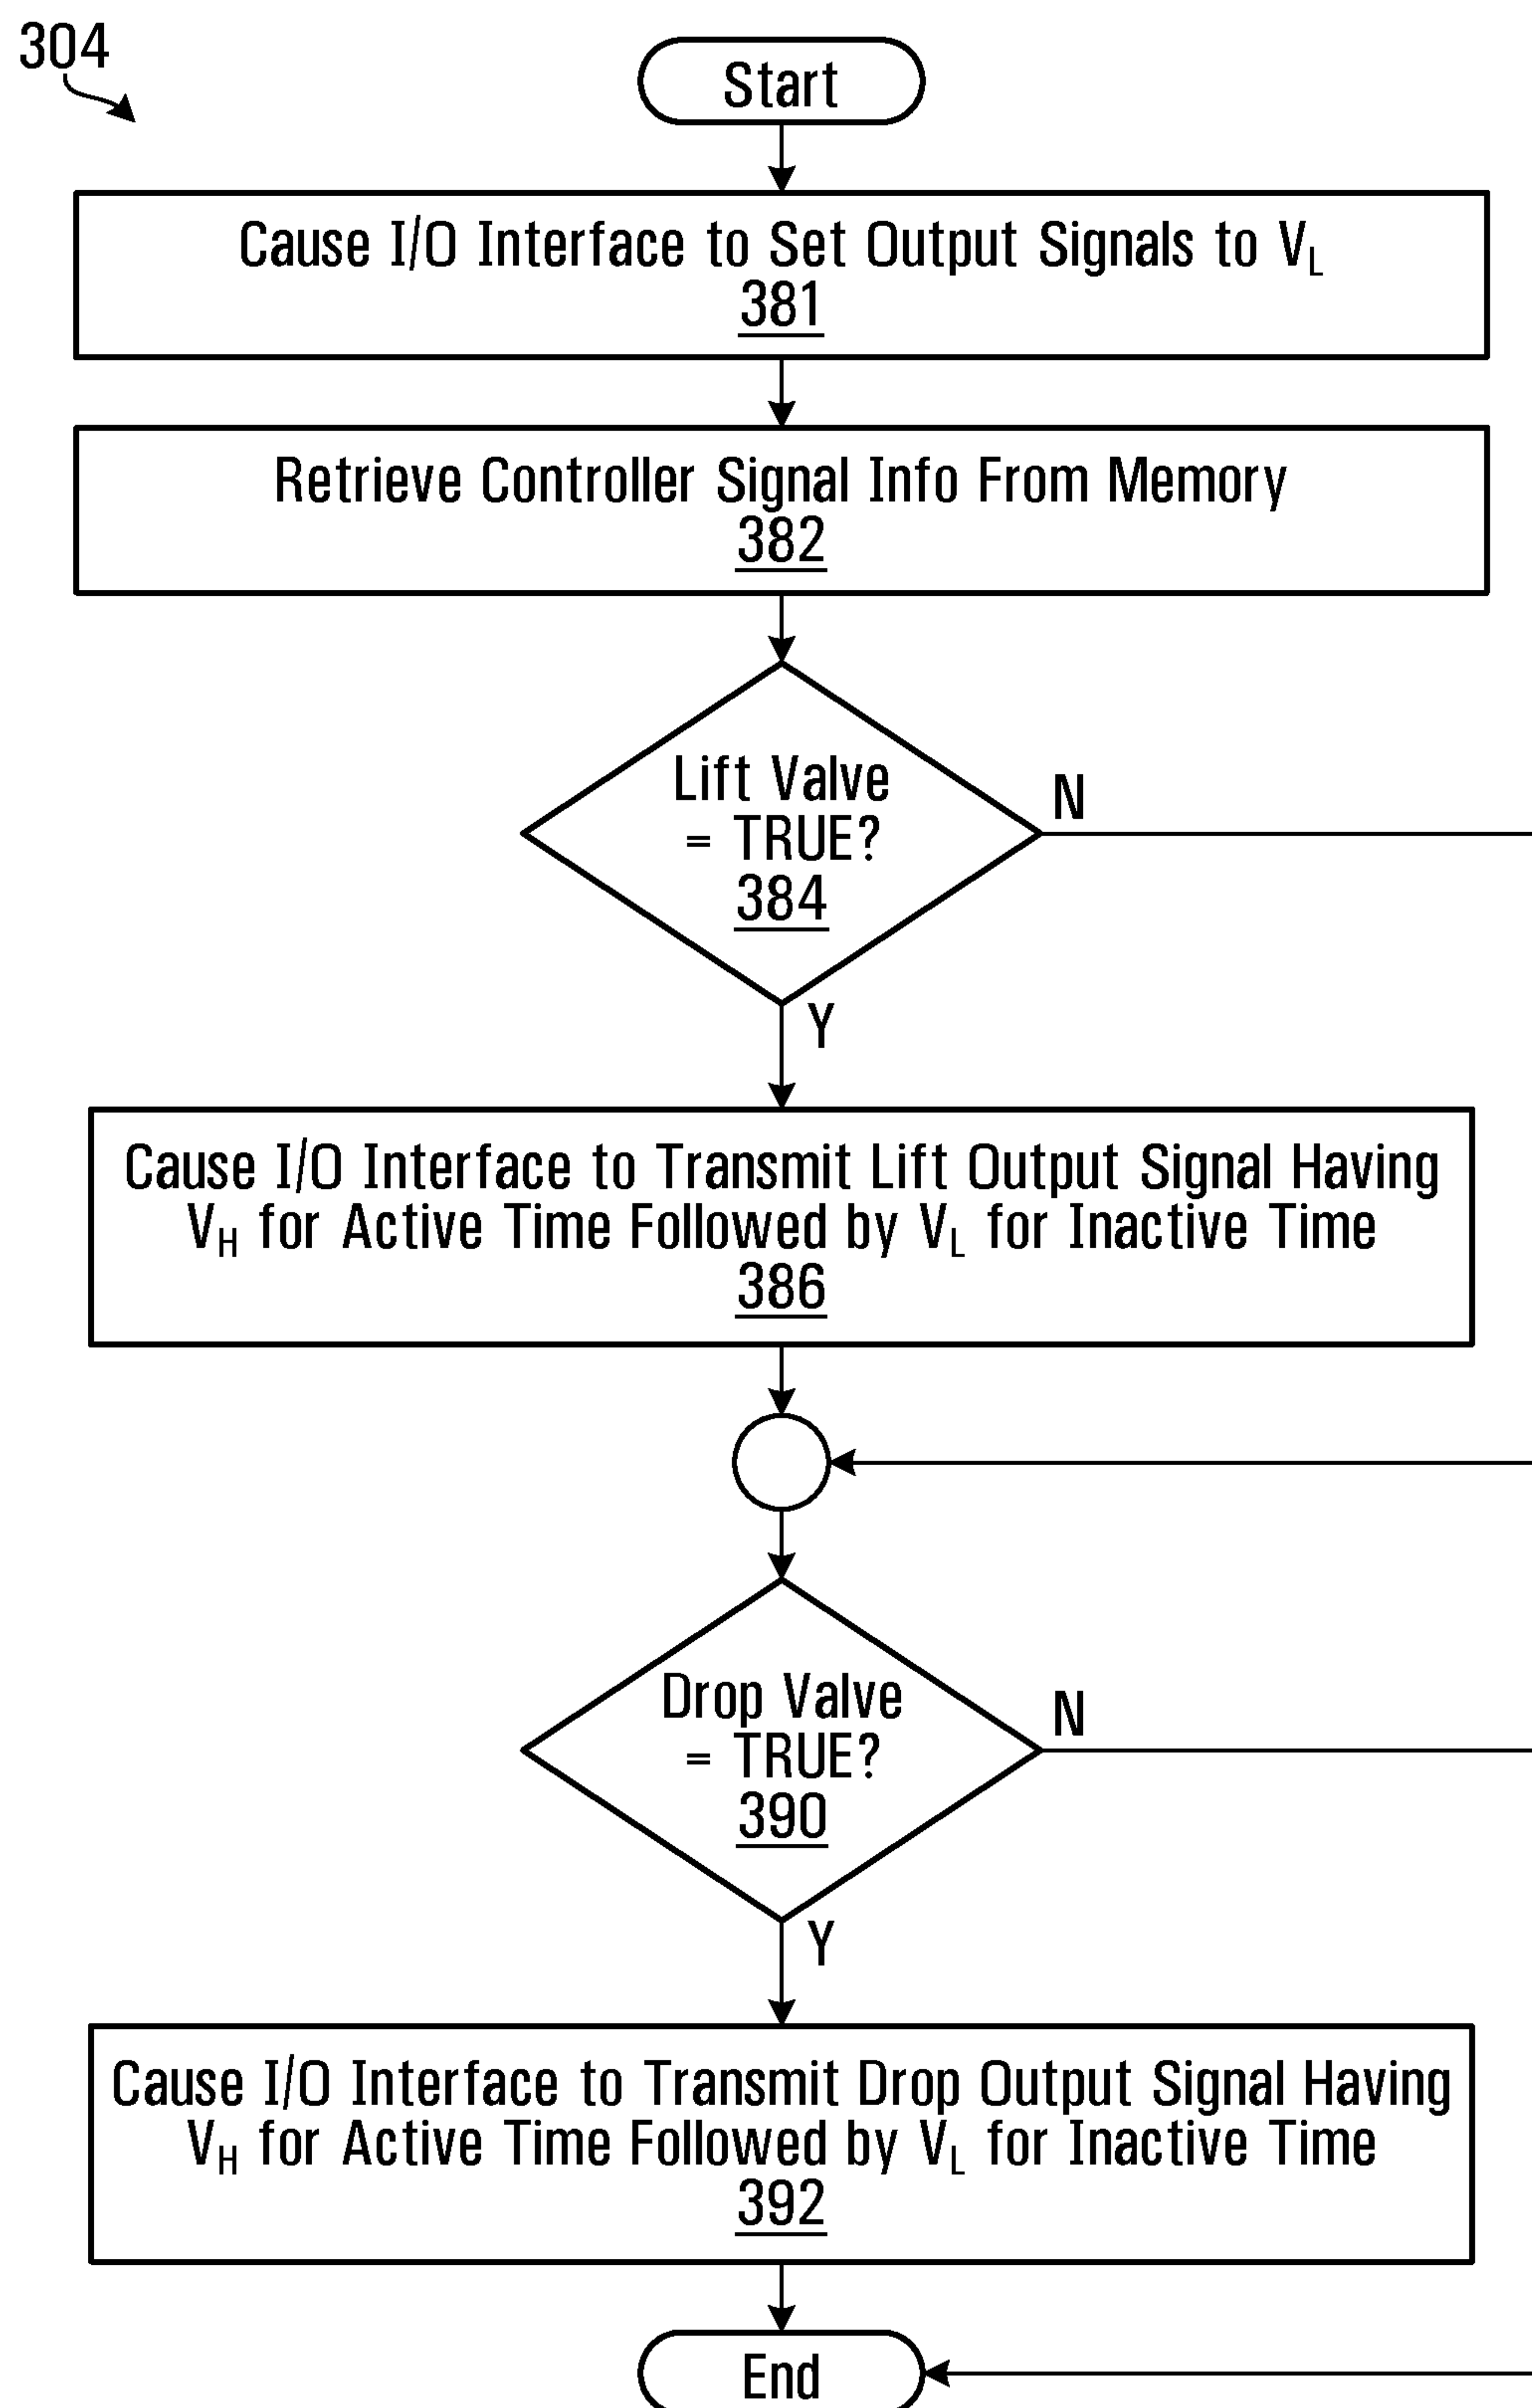 304
Start
Cause I/O Interface to Set Output Signals to VL
381
Retrieve Controller Signal Info From Memory
382
Lift Valve
= TRUE?
384
N
Y
Cause I/O Interface to Transmit Lift Output Signal Having
VH for Active Time Followed by VL for Inactive Time
386
Drop Valve
= TRUE?
390
N
Y
Cause I/O Interface to Transmit Drop Output Signal Having
VH for Active Time Followed by VL for Inactive Time
392
End